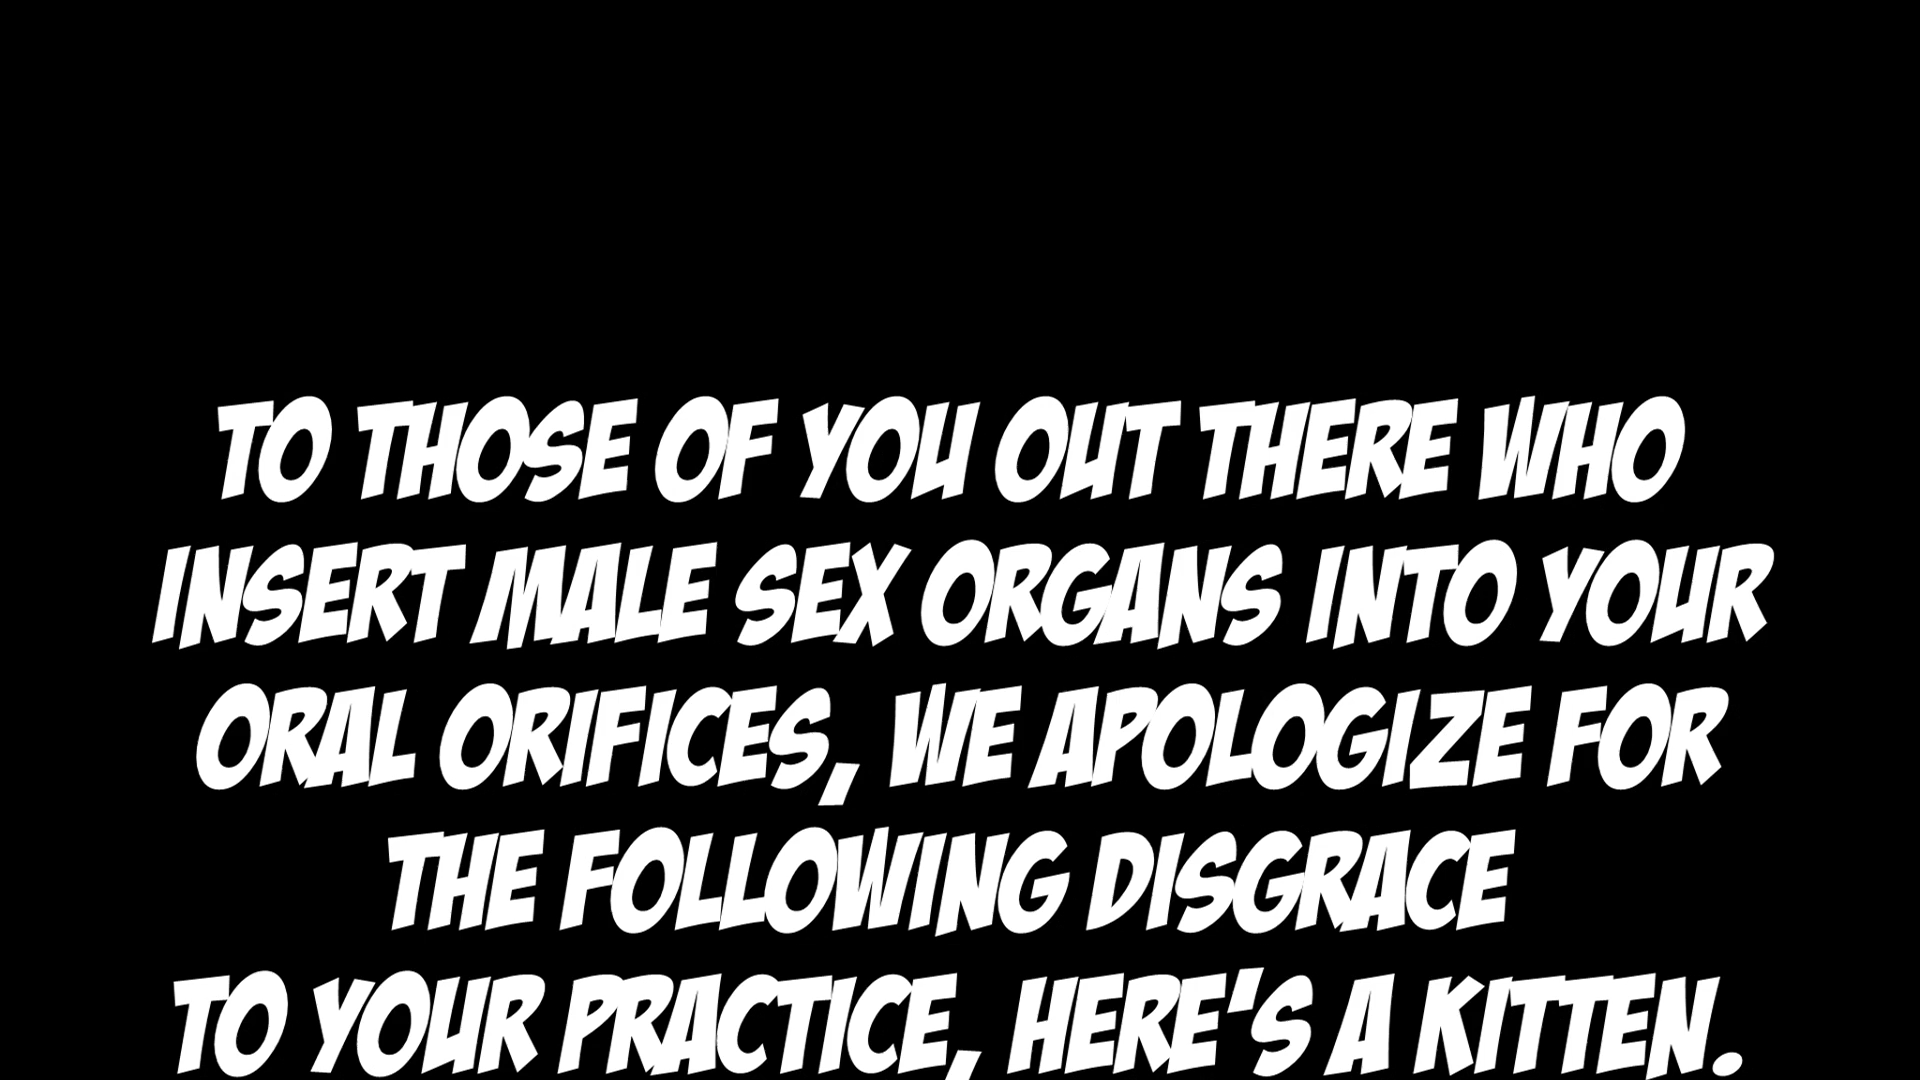 TO THOSE OF YOU OUT THERE WHO
INSERT MALE SEX ORGANS INTO YOUR
ORAL ORIFICES, WE APOLOGIZE FOR
THE FOLLOWING DISGRACE
TO YOUR PRACTICE, HERE'S A KITTEN.